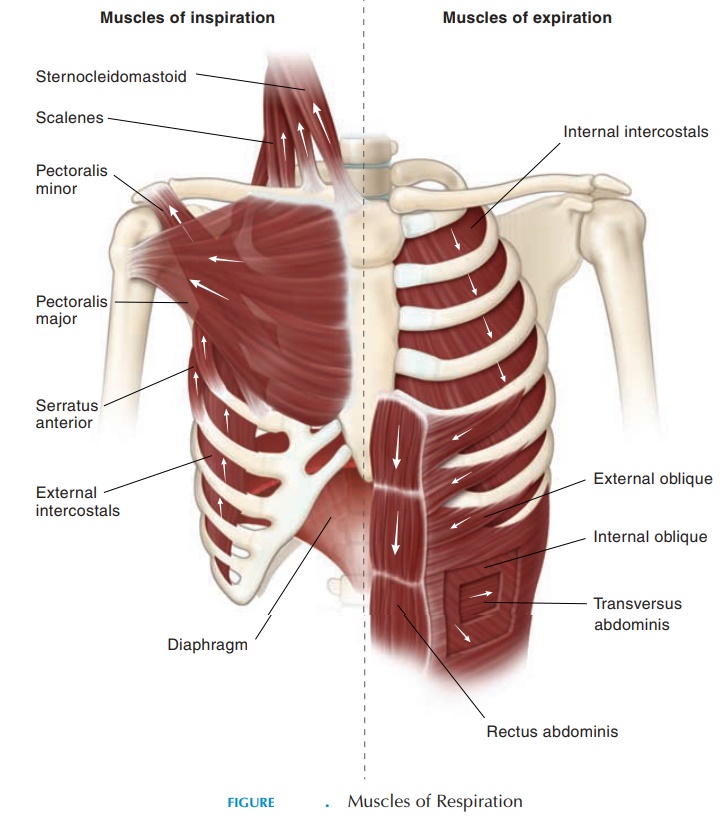 Muscles of inspiration
Muscles of expiration
Sternocleidomastoid
Scalenes
Pectoralis
minor
Pectoralis
major
Serratus
anterior
External
intercostals
Diaphragm
Internal intercostals
External oblique
Internal oblique
Transversus
abdominis
Rectus abdominis
FIGURE . Muscles of Respiration